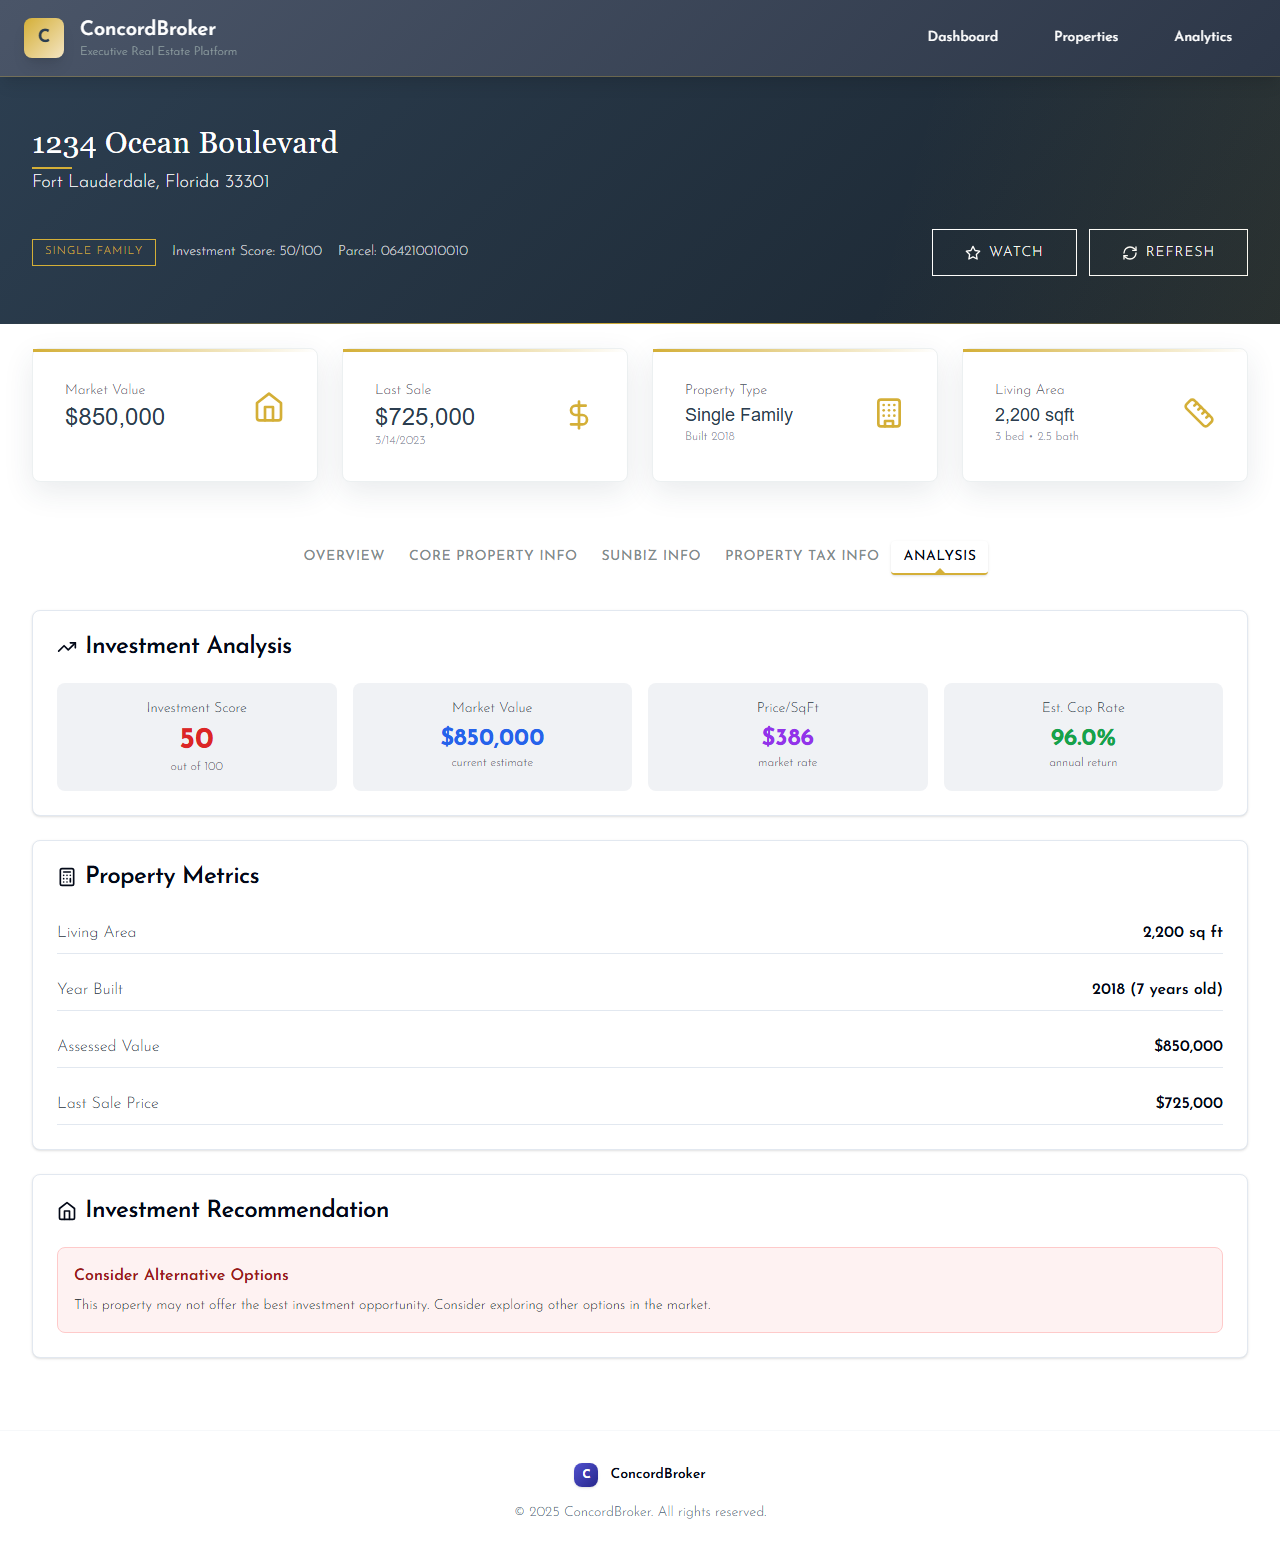 C
ConcordBroker
Executive Real Estate Platform
Dashboard
Properties
Analytics
1234 Ocean Boulevard
Fort Lauderdale, Florida 33301
SINGLE FAMILY
Investment Score: 50/100
Parcel: 064210010010
WATCH
REFRESH
Market Value
$850,000
Last Sale
$725,000
3/14/2023
Property Type
Single Family
Built 2018
Living Area
2,200 sqft
3 bed • 2.5 bath
OVERVIEW
CORE PROPERTY INFO
SUNBIZ INFO
PROPERTY TAX INFO
ANALYSIS
Investment Analysis
Investment Score
50
out of 100
Market Value
$850,000
current estimate
Price/SqFt
$386
market rate
Est. Cap Rate
96.0%
annual return
Property Metrics
Living Area
2,200 sq ft
Year Built
2018 (7 years old)
Assessed Value
$850,000
Last Sale Price
$725,000
Investment Recommendation
Consider Alternative Options
This property may not offer the best investment opportunity. Consider exploring other options in the market.
C
ConcordBroker
© 2025 ConcordBroker. All rights reserved.